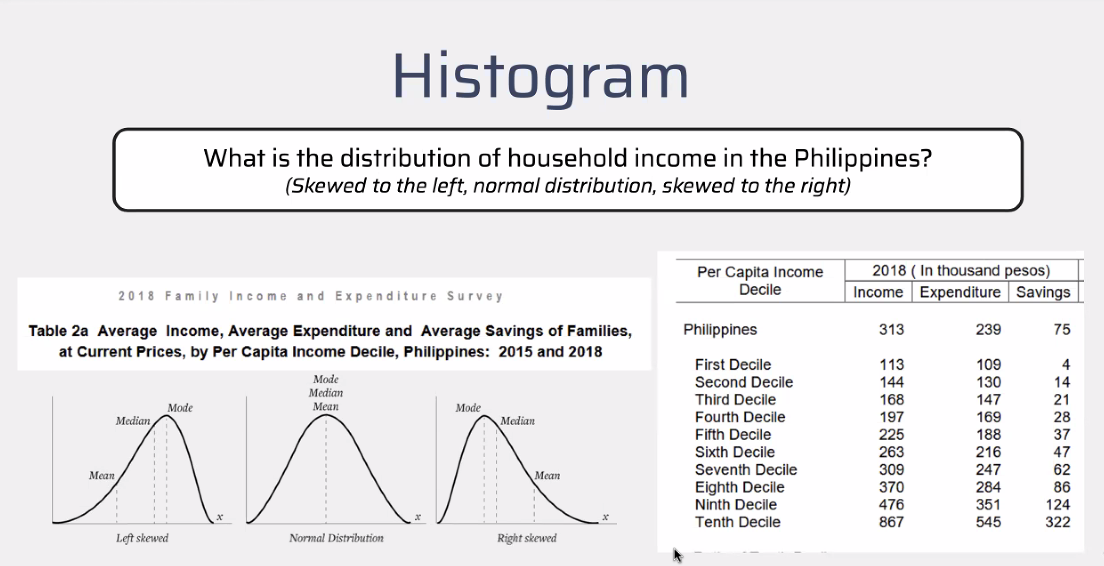 Histogram
What is the distribution of household income in the Philippines?
(Skewed to the left, normal distribution, skewed to the right)
2018 Family Income and Expenditure Survey
Table 2a Average Income, Average Expenditure and Average Savings of Families,
at Current Prices, by Per Capita Income Decile, Philippines: 2015 and 2018
Mode
Median
Mean
Left skewed
x
Mode
Median
Mean
Normal Distribution
x
Mode
Median
Mean
Right skewed
x
Per Capita Income
Decile
2018 ( In thousand pesos)
Income Expenditure Savings
Philippines 313 239 75
First Decile 113 109 4
Second Decile 144 130 14
Third Decile 168 147 21
Fourth Decile 197 169 28
Fifth Decile 225 188 37
Sixth Decile 263 216 47
Seventh Decile 309 247 62
Eighth Decile 370 284 86
Ninth Decile 476 351 124
Tenth Decile 867 545 322